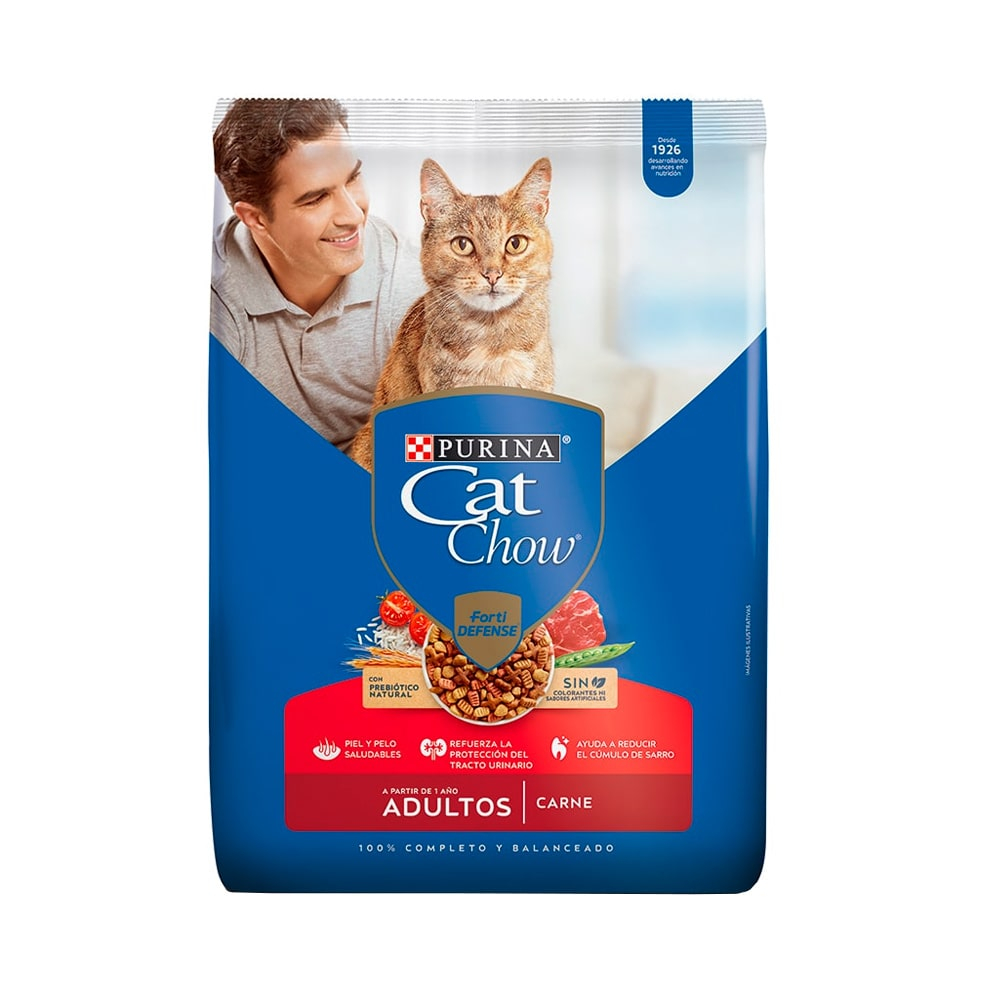 Desde
1926
desarrollando
avances en
nutrición
PURINA®
Cat
Chow®
Forti
DEFENSE
CON
PREBIÓTICO
NATURAL
SIN
COLORANTES NI
SABORES ARTIFICIALES
IMÁGENES ILUSTRATIVAS
PIEL Y PELO
SALUDABLES
REFUERZA LA
PROTECCIÓN DEL
TRACTO URINARIO
AYUDA A REDUCIR
EL CÚMULO DE SARRO
A PARTIR DE 1 AÑO
ADULTOS | CARNE
100% COMPLETO Y BALANCEADO